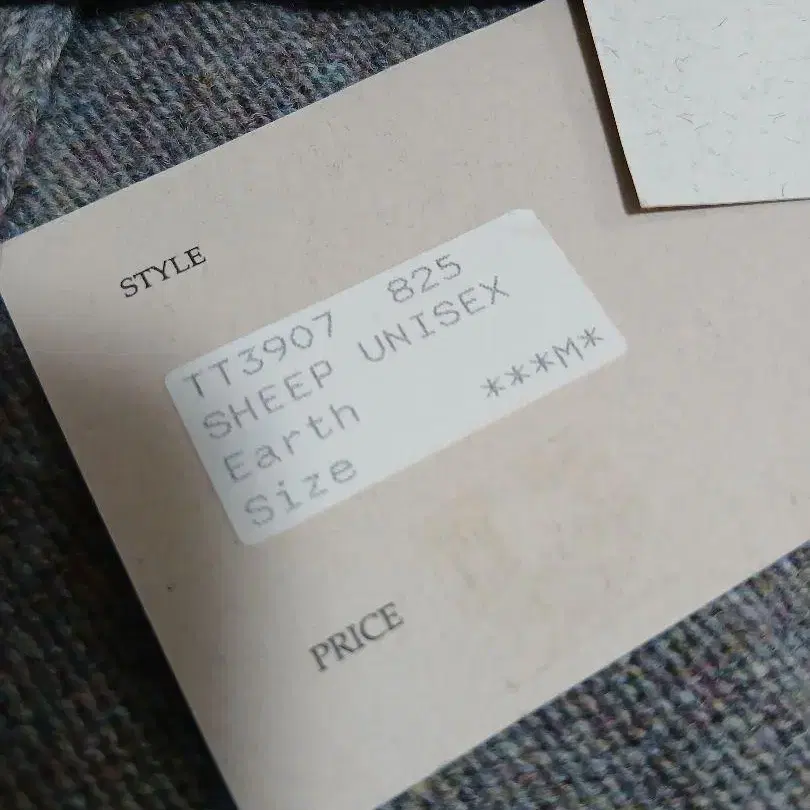 STYLE
TT3907 825
SHEEP UNISEX
Earth
Size ***M*
PRICE